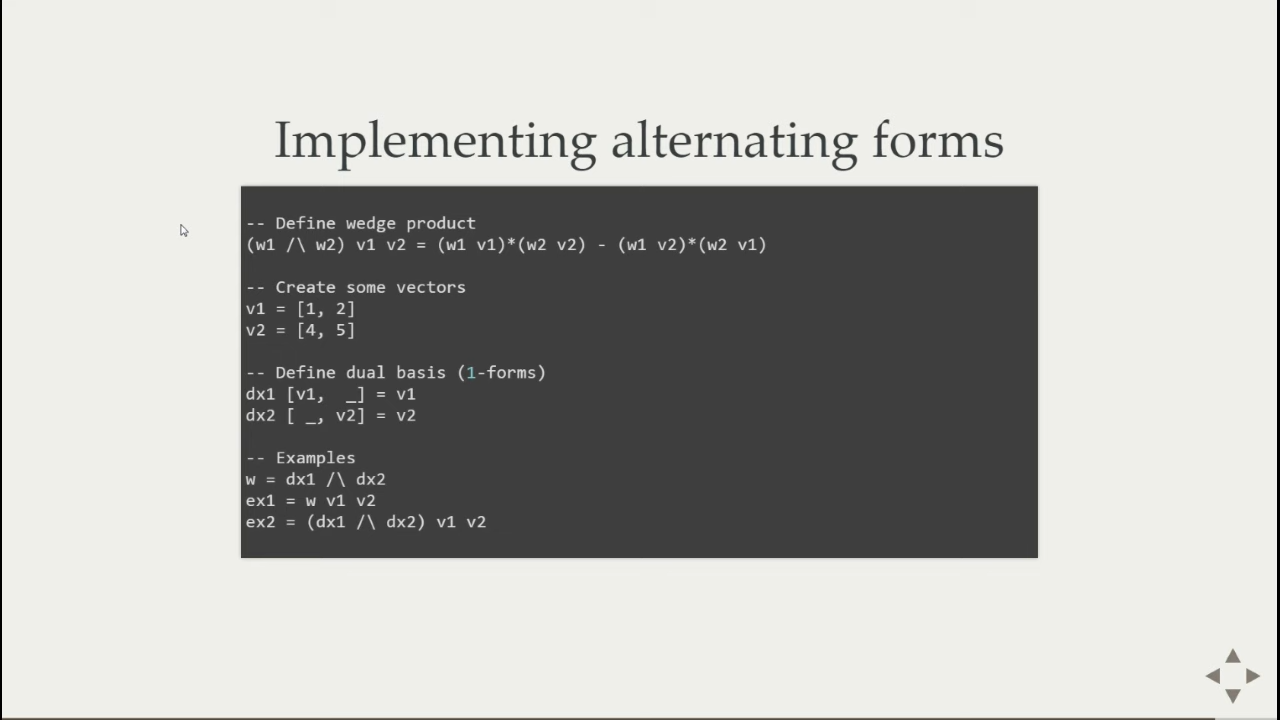 Implementing alternating forms
-- Define wedge product
(w1 /\ w2) v1 v2 = (w1 v1)*(w2 v2) - (w1 v2)*(w2 v1)
-- Create some vectors
v1 = [1, 2]
v2 = [4, 5]
-- Define dual basis (1-forms)
dx1 [v1,  _] = v1
dx2 [ _, v2] = v2
-- Examples
w = dx1 /\ dx2
ex1 = w v1 v2
ex2 = (dx1 /\ dx2) v1 v2